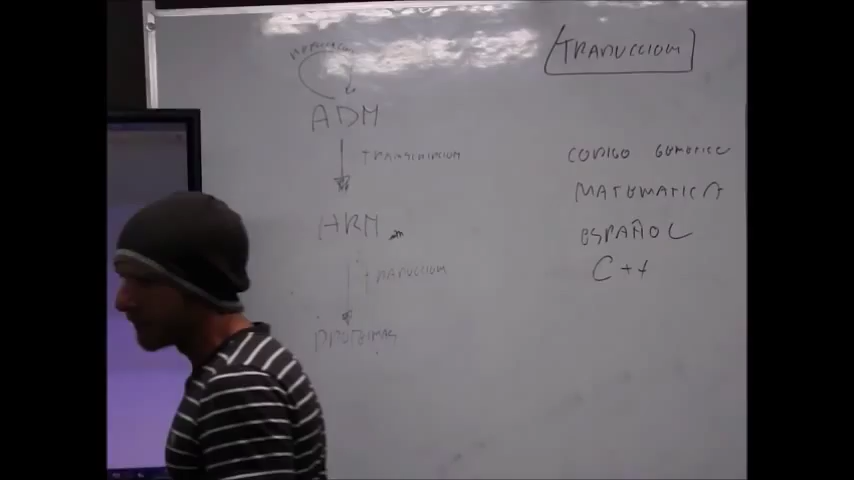 TRADUCCION
ADN
TRANSCRIPCION
ARN
TRADUCCION
PROTEINAS
CODIGO GENETICO
MATEMATICA
ESPAÑOL
C++